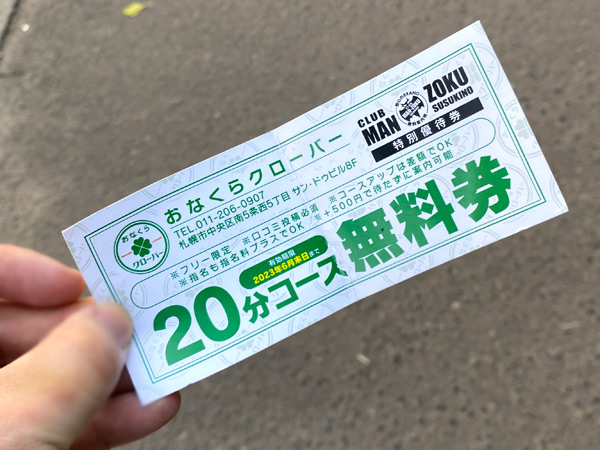 おなくら
クローバー
おなくらクローバー
TEL.011-206-0907
札幌市中央区南5条西5丁目 サン・ドゥビル8F
CLUB
MAN ZOKU
SUSUKINO
特別優待券
※フリー限定 ※口コミ投稿必須 ※コースアップは差額でOK
※指名も指名料プラスでOK ※+500円で待たずに案内可能
有効期限
2023年6月末日まで
20分コース 無料券